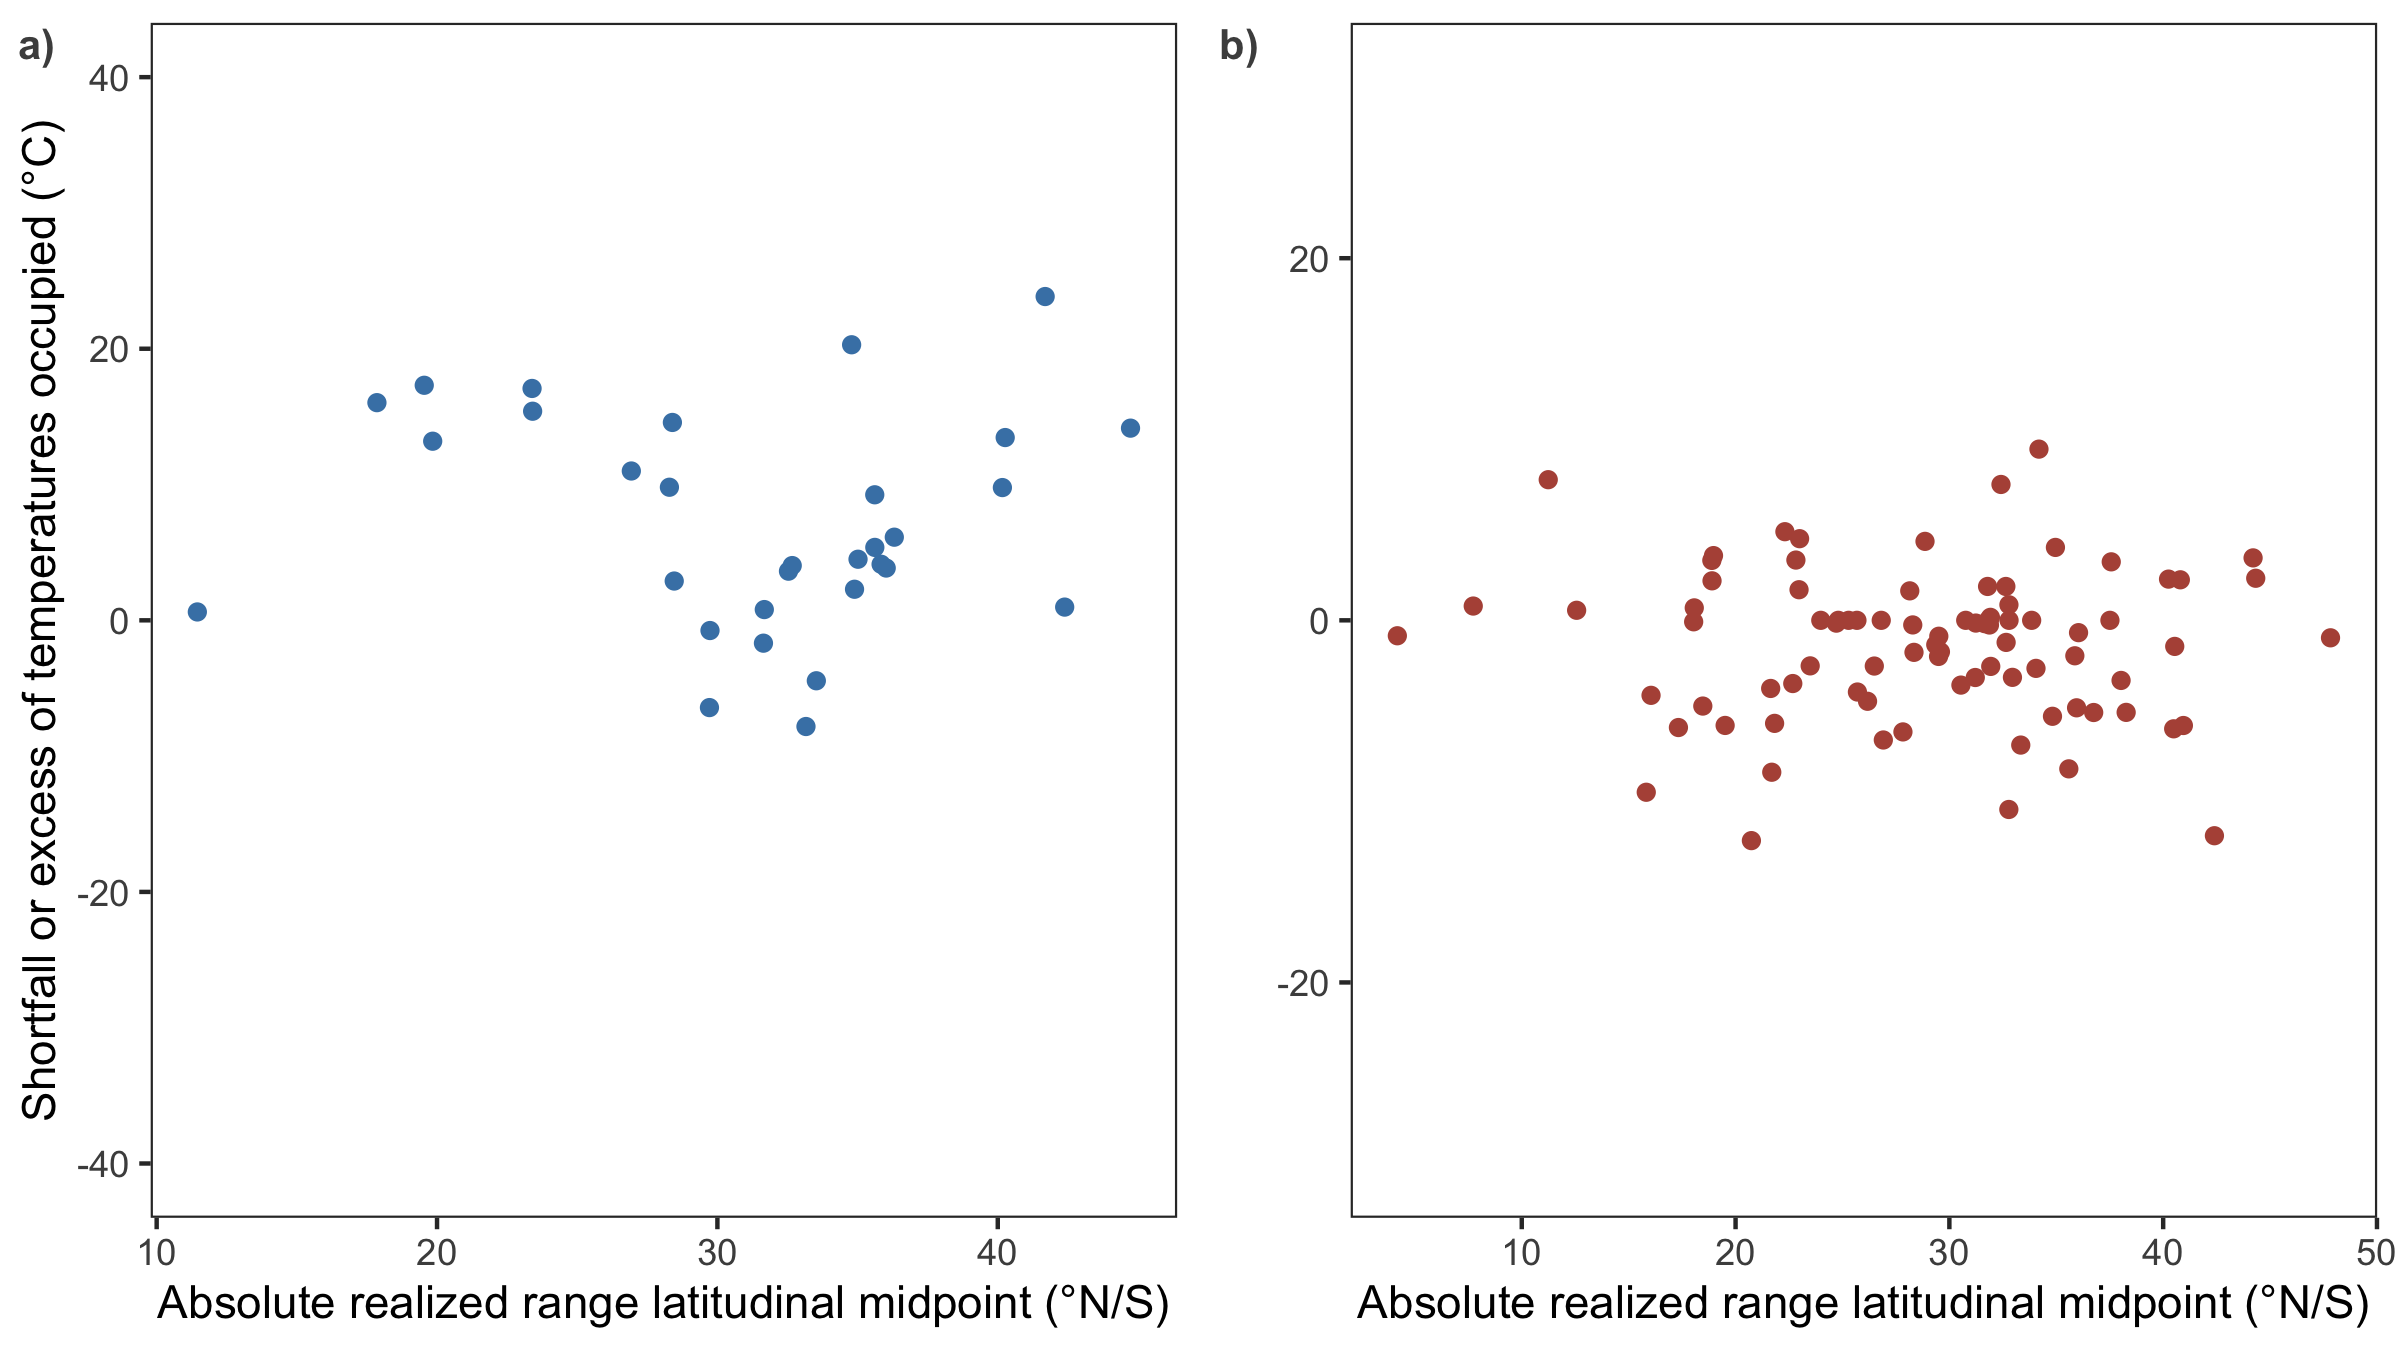 a)
Shortfall or excess of temperatures occupied (°C)
40
20
0
-20
-40
10 20 30 40
Absolute realized range latitudinal midpoint (°N/S)
b)
20
0
-20
10 20 30 40 50
Absolute realized range latitudinal midpoint (°N/S)